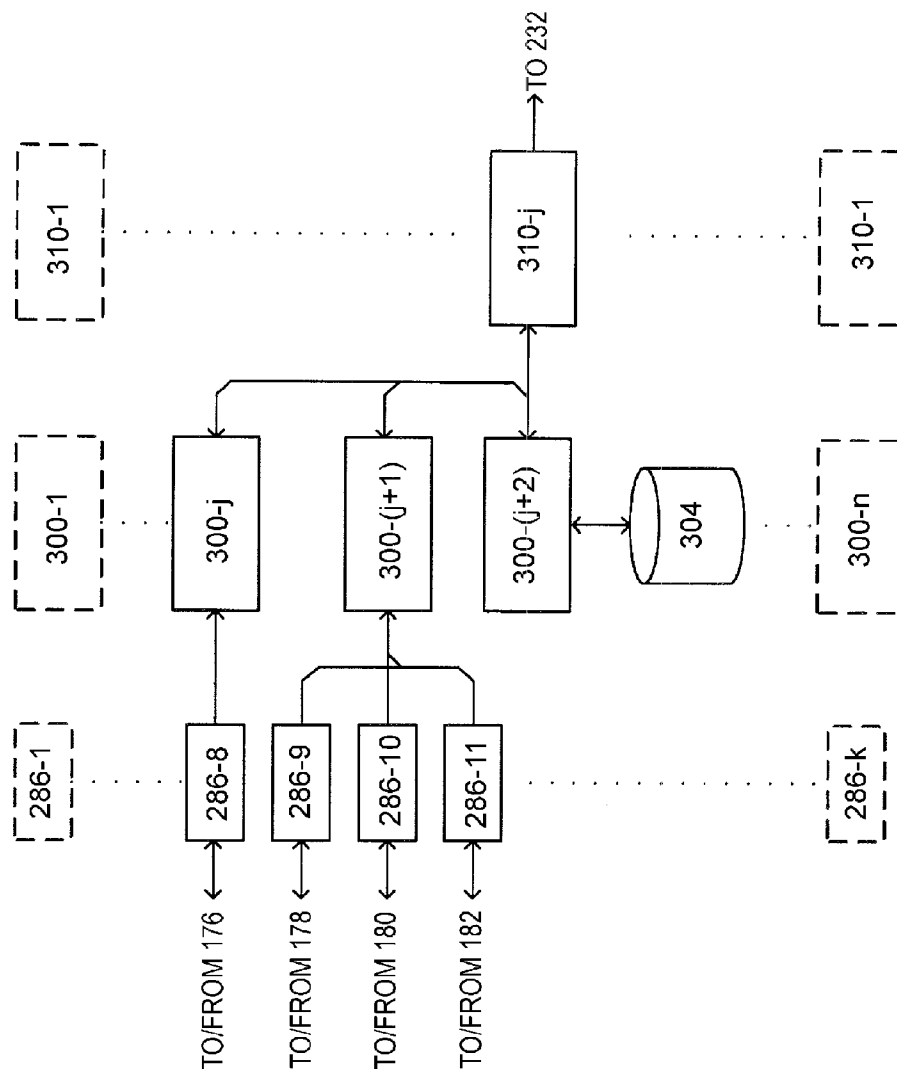 310-1
TO 232
310-j
310-1
300-1
300-j
300-(j+1)
300-(j+2)
304
300-n
286-1
286-8
286-9
286-10
286-11
286-k
TO/FROM 176
TO/FROM 178
TO/FROM 180
TO/FROM 182